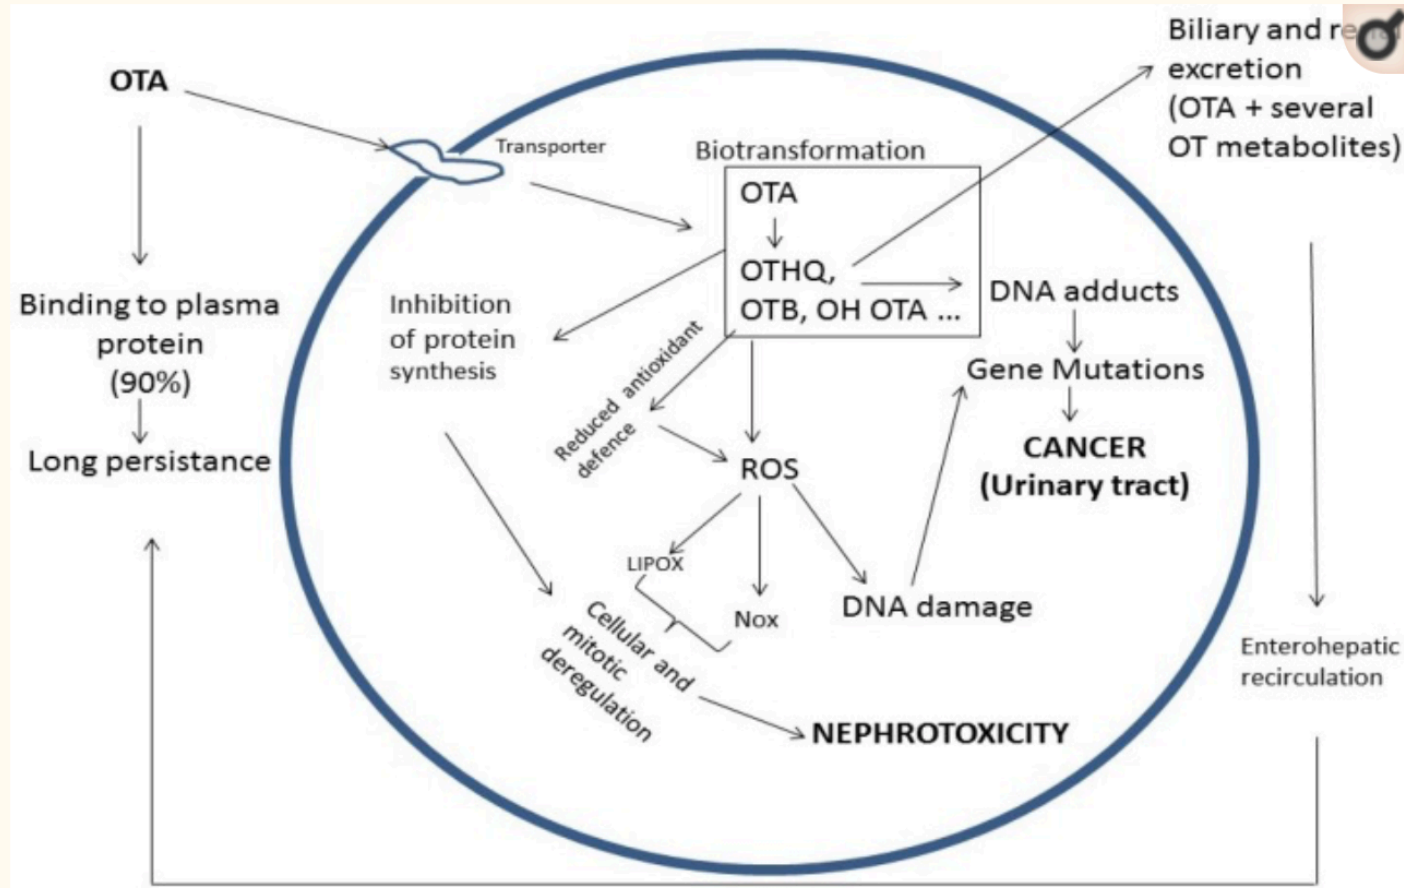 OTA
Binding to plasma
protein
(90%)
Long persistance
Transporter
Biotransformation
OTA
OTHQ,
OTB, OH OTA ...
Inhibition
of protein
synthesis
Reduced antioxidant
defence
ROS
LIPOX
Nox
Cellular and
mitotic
deregulation
NEPHROTOXICITY
DNA damage
DNA adducts
Gene Mutations
CANCER
(Urinary tract)
Biliary and
excretion
(OTA + several
OT metabolites)
Enterohepatic
recirculation